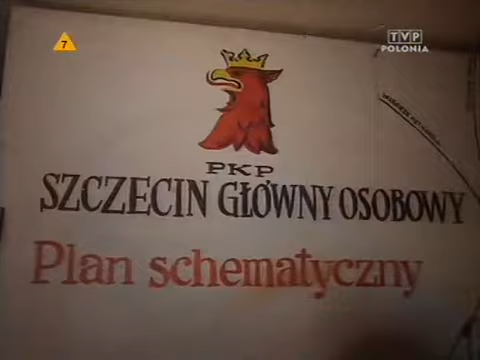 7
TVP
POLONIA
PKP
SZCZECIN GŁÓWNY OSOBOWY
Plan schematyczny